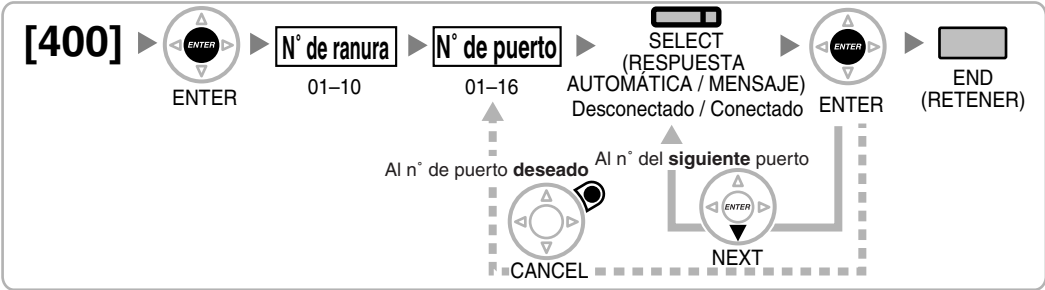 [400]
ENTER
ENTER
N° de ranura
01–10
N° de puerto
01–16
SELECT
(RESPUESTA
AUTOMÁTICA / MENSAJE)
Desconectado / Conectado
ENTER
ENTER
END
(RETENER)
Al n° de puerto deseado
CANCEL
Al n° del siguiente puerto
ENTER
NEXT